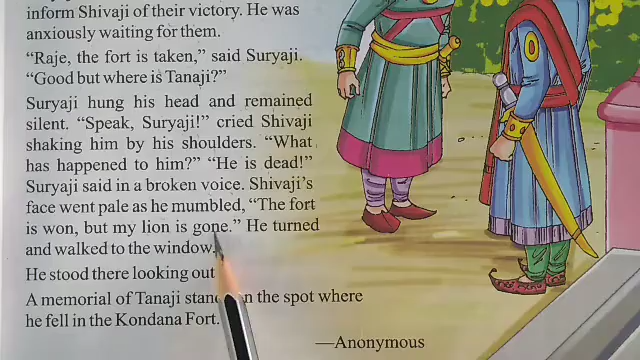 inform Shivaji of their victory. He was
anxiously waiting for them.
“Raje, the fort is taken,” said Suryaji.
“Good but where is Tanaji?”
Suryaji hung his head and remained
silent. “Speak, Suryaji!” cried Shivaji
shaking him by his shoulders. “What
has happened to him?” “He is dead!”
Suryaji said in a broken voice. Shivaji’s
face went pale as he mumbled, “The fort
is won, but my lion is gone.” He turned
and walked to the window.
He stood there looking out
A memorial of Tanaji the spot where
he fell in the Kondana Fort.
—Anonymous